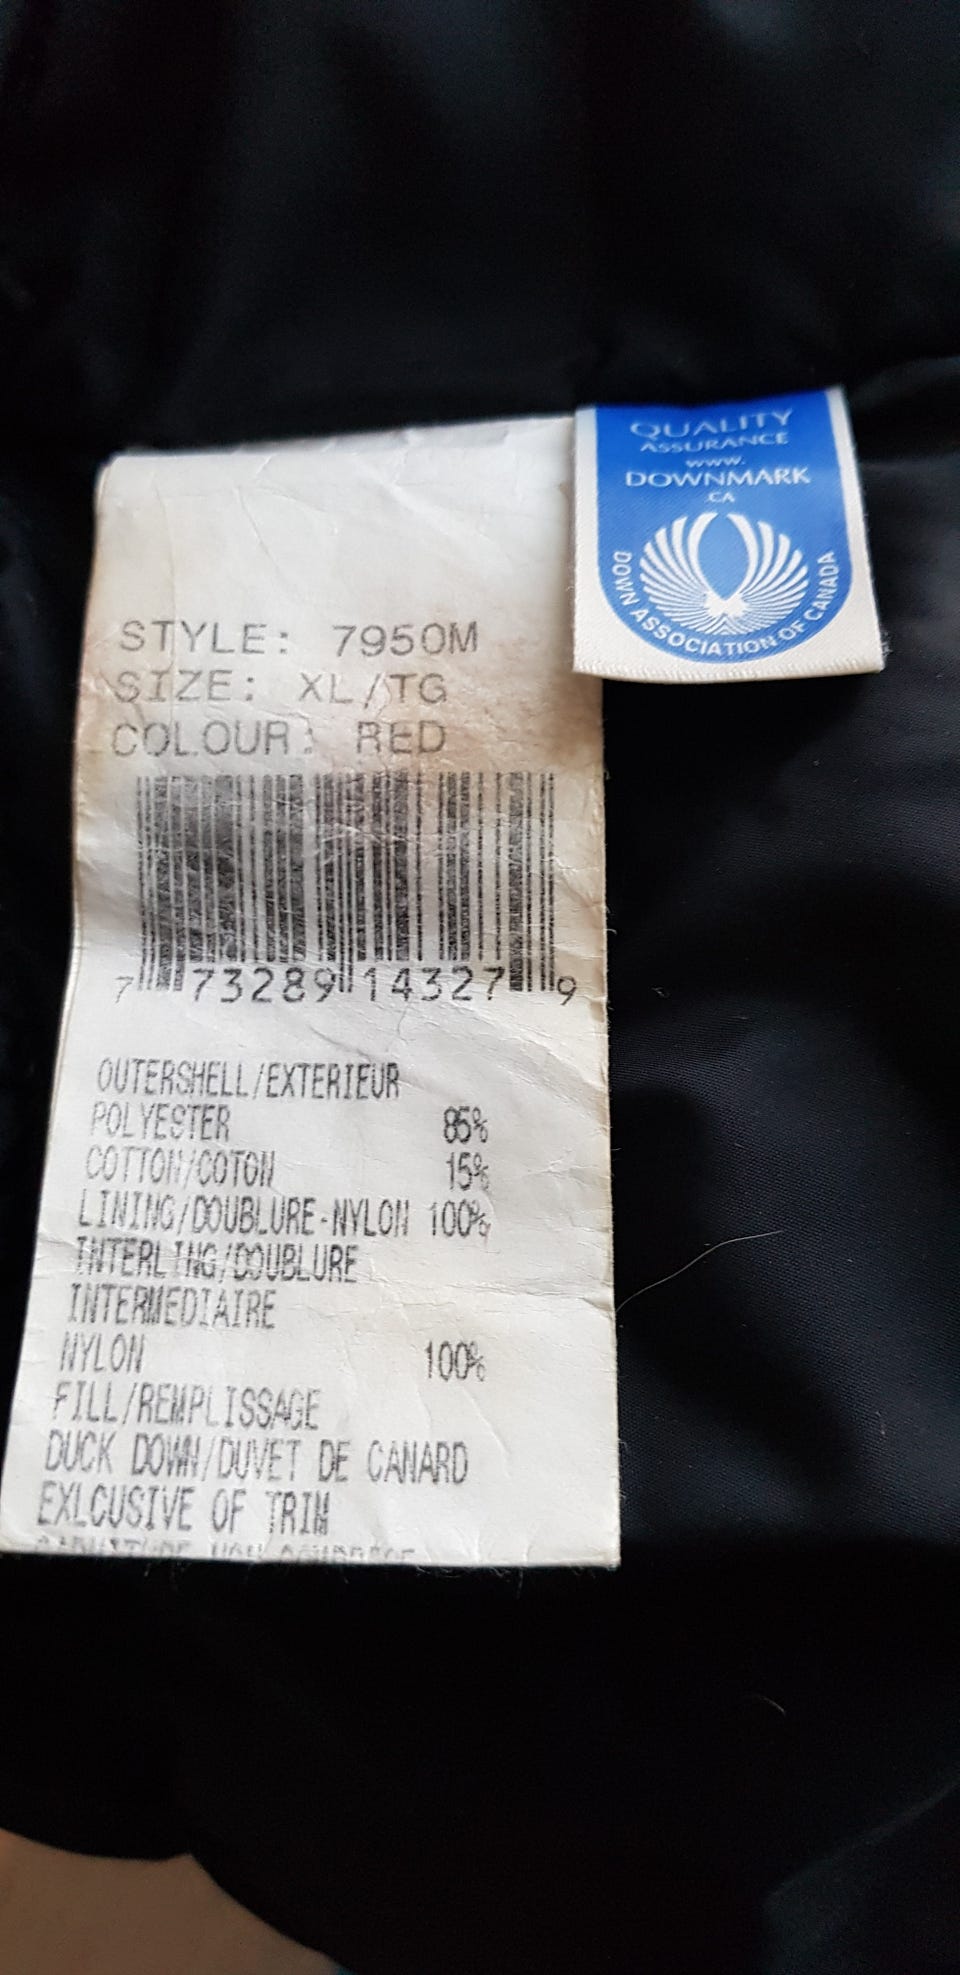 QUALITY
ASSURANCE
www.
DOWNMARK
.CA
DOWN ASSOCIATION OF CANADA
STYLE: 7950M
SIZE: XL/TG
COLOUR: RED
7 73289 14327 9
OUTERSHELL/EXTERIEUR
POLYESTER 85%
COTTON/COTON 15%
LINING/DOUBLURE-NYLON 100%
INTERLING/DOUBLURE
INTERMEDIAIRE
NYLON 100%
FILL/REMPLISSAGE
DUCK DOWN/DUVET DE CANARD
EXLCUSIVE OF TRIM